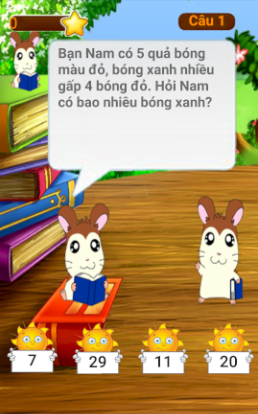 Câu 1
Bạn Nam có 5 quả bóng
màu đỏ, bóng xanh nhiều
gấp 4 bóng đỏ. Hỏi Nam
có bao nhiêu bóng xanh?
7 29 11 20